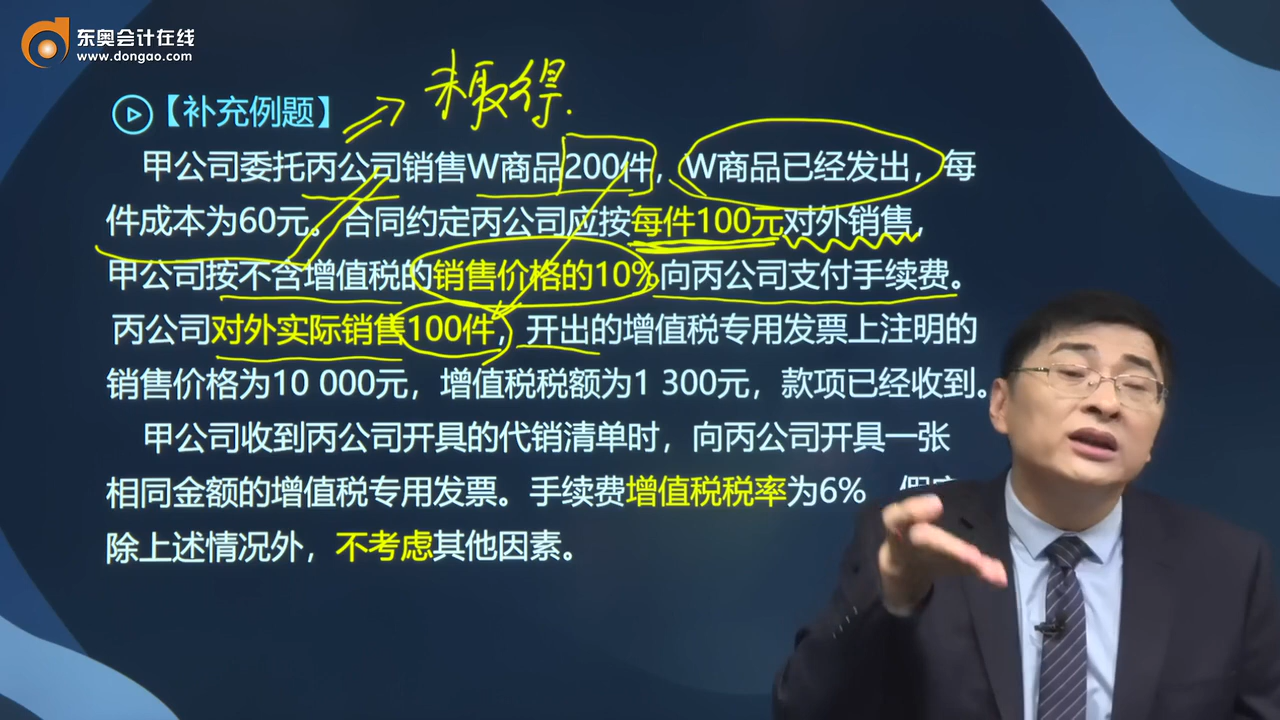 东奥会计在线
www.dongao.com
未取得.
【补充例题】
甲公司委托丙公司销售W商品200件，W商品已经发出，每
件成本为60元。合同约定丙公司应按每件100元对外销售，
甲公司按不含增值税的销售价格的10%向丙公司支付手续费。
丙公司对外实际销售100件，开出的增值税专用发票上注明的
销售价格为10 000元，增值税税额为1 300元，款项已经收到。
甲公司收到丙公司开具的代销清单时，向丙公司开具一张
相同金额的增值税专用发票。手续费增值税税率为6%
除上述情况外，不考虑其他因素。